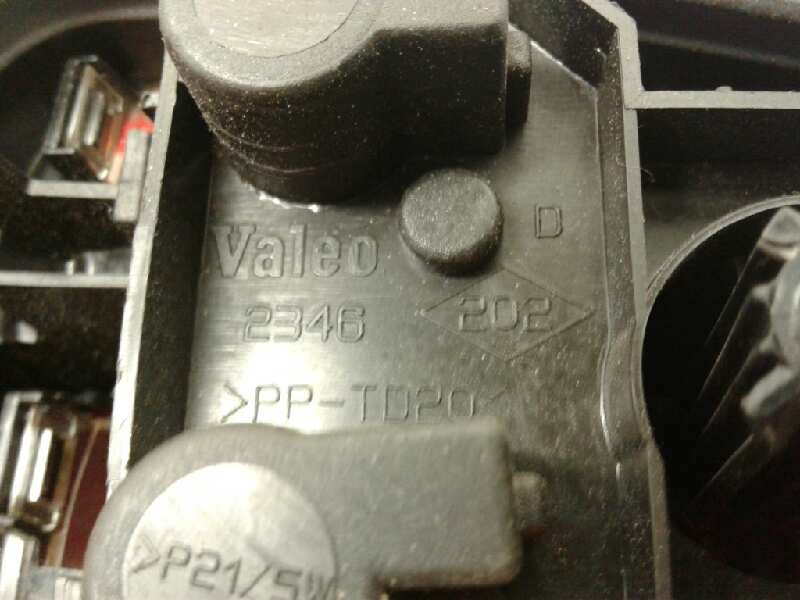 Valeo D
2346 202
>PP-TD20<
>P21/5W